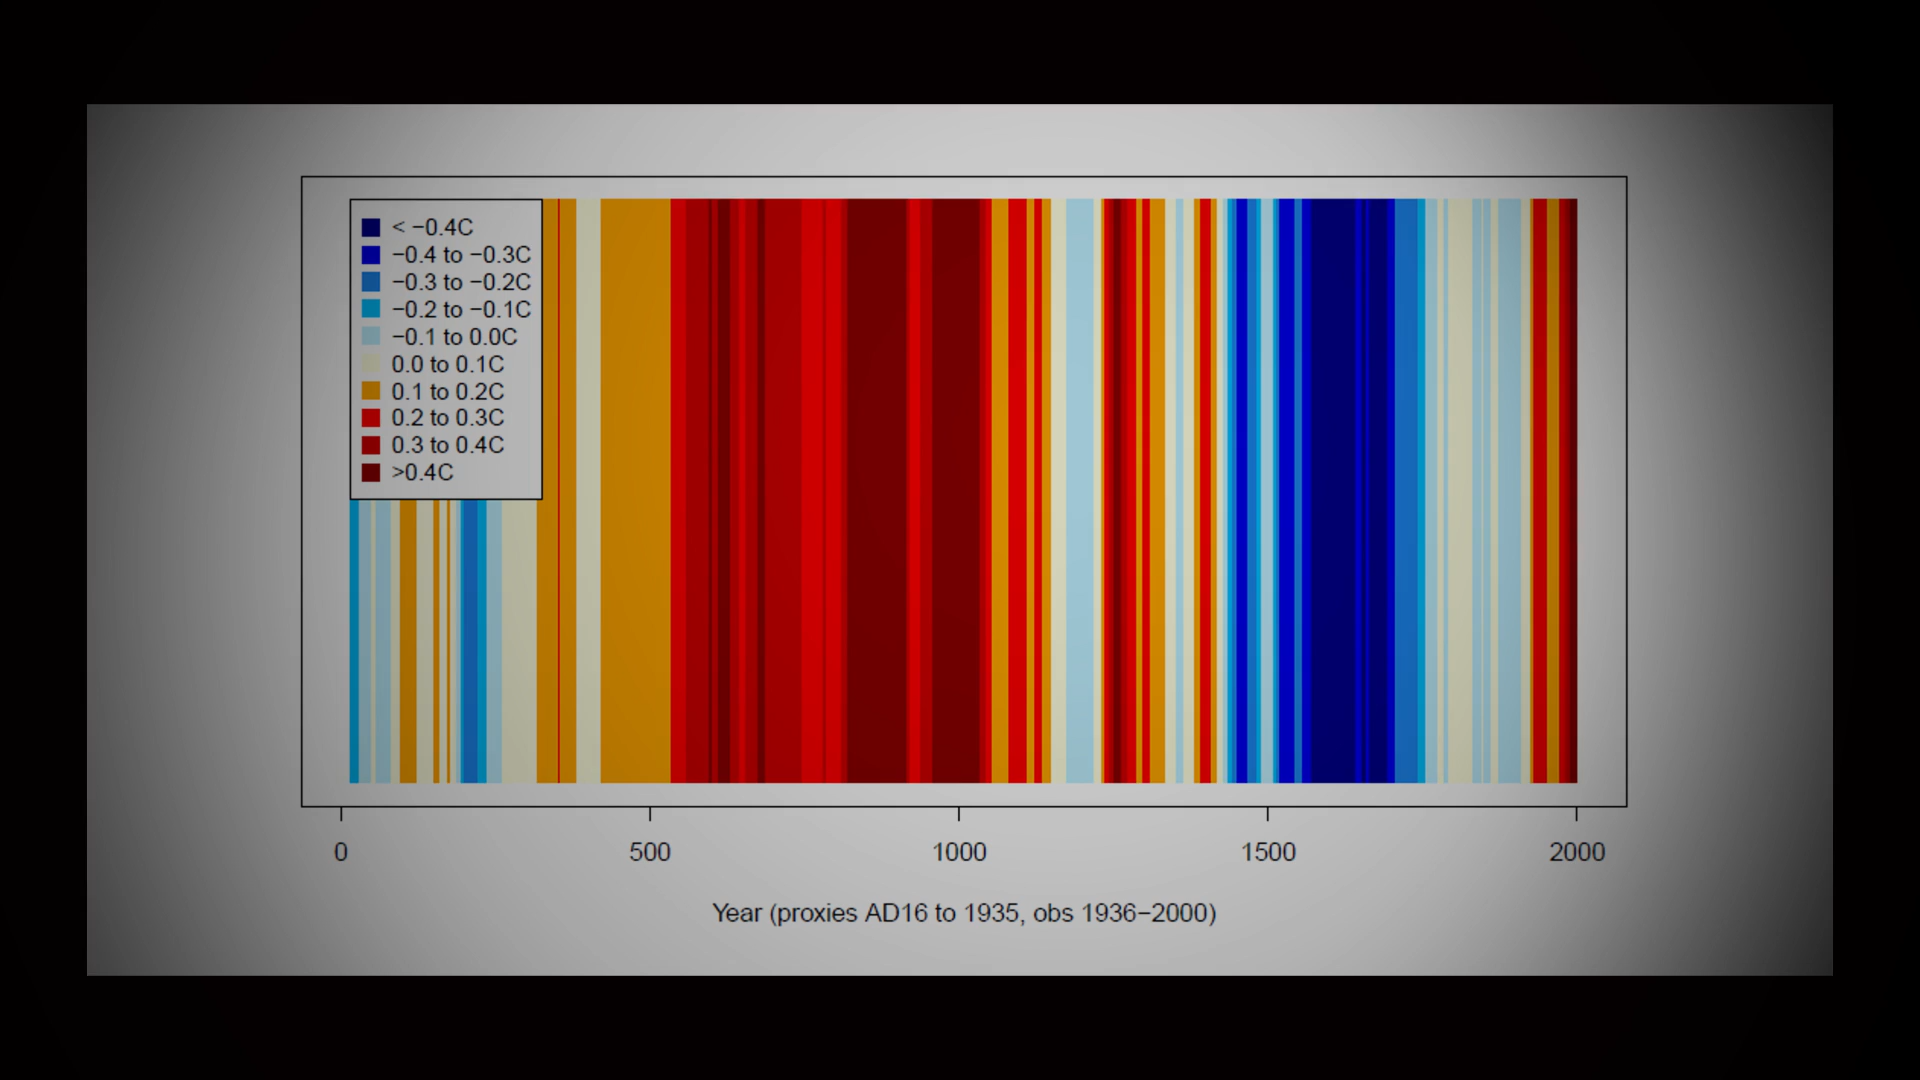 < −0.4C
−0.4 to −0.3C
−0.3 to −0.2C
−0.2 to −0.1C
−0.1 to 0.0C
0.0 to 0.1C
0.1 to 0.2C
0.2 to 0.3C
0.3 to 0.4C
>0.4C
0 500 1000 1500 2000
Year (proxies AD16 to 1935, obs 1936−2000)